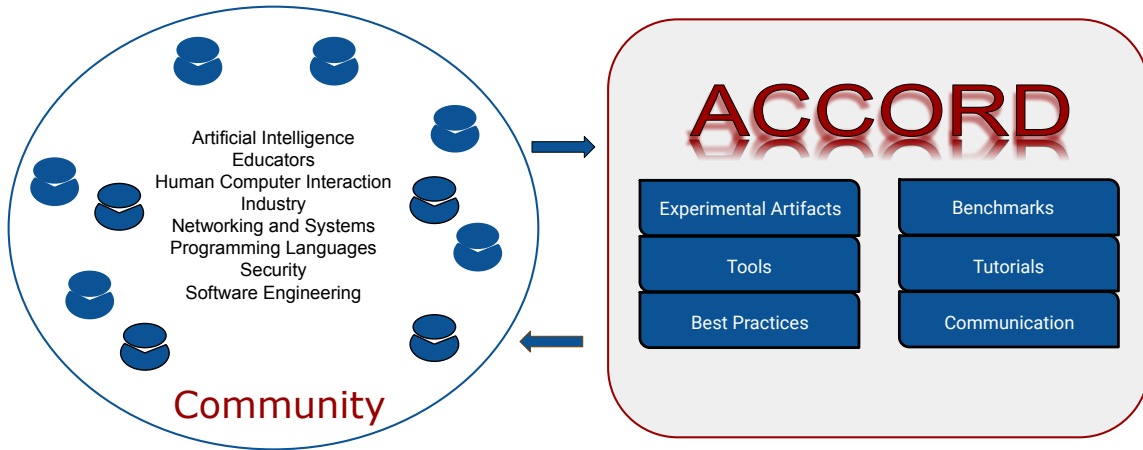 Artificial Intelligence
Educators
Human Computer Interaction
Industry
Networking and Systems
Programming Languages
Security
Software Engineering
Community
ACCORD
Experimental Artifacts
Benchmarks
Tools
Tutorials
Best Practices
Communication